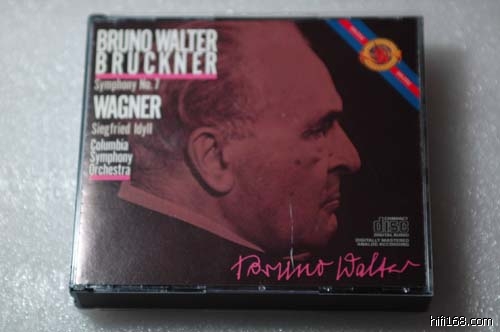 BRUNO WALTER
BRUCKNER
Symphony No. 7
WAGNER
Siegfried Idyll
Columbia
Symphony
Orchestra
COMPACT
disc
DIGITAL AUDIO
DIGITALLY MASTERED
ANALOG RECORDING
Bruno Walter
hifi168.com